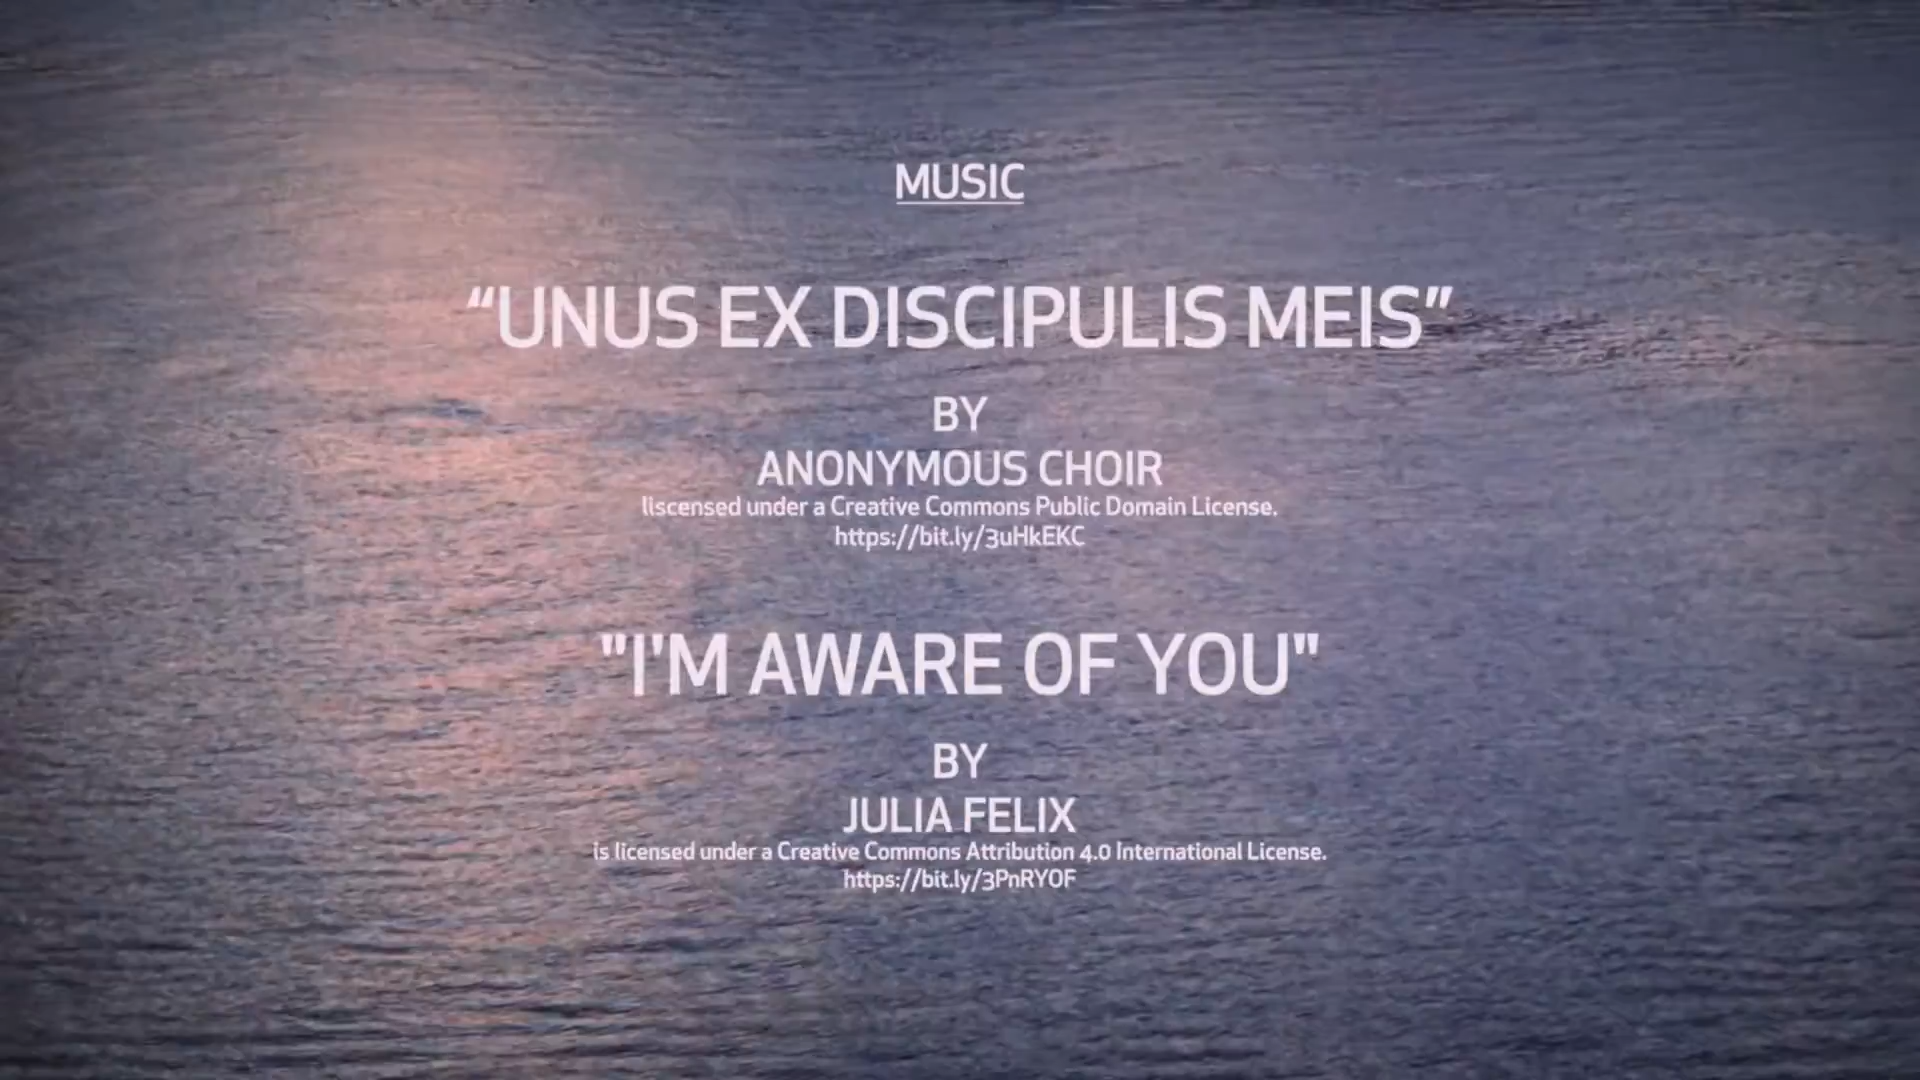 MUSIC
“UNUS EX DISCIPULIS MEIS”
BY
ANONYMOUS CHOIR
liscensed under a Creative Commons Public Domain License.
https://bit.ly/3uHkEKC
"I'M AWARE OF YOU"
BY
JULIA FELIX
is licensed under a Creative Commons Attribution 4.0 International License.
https://bit.ly/3PnRYOF